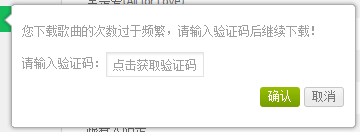 您下载歌曲的次数过于频繁，请输入验证码后继续下载！
请输入验证码：点击获取验证码
确认 取消